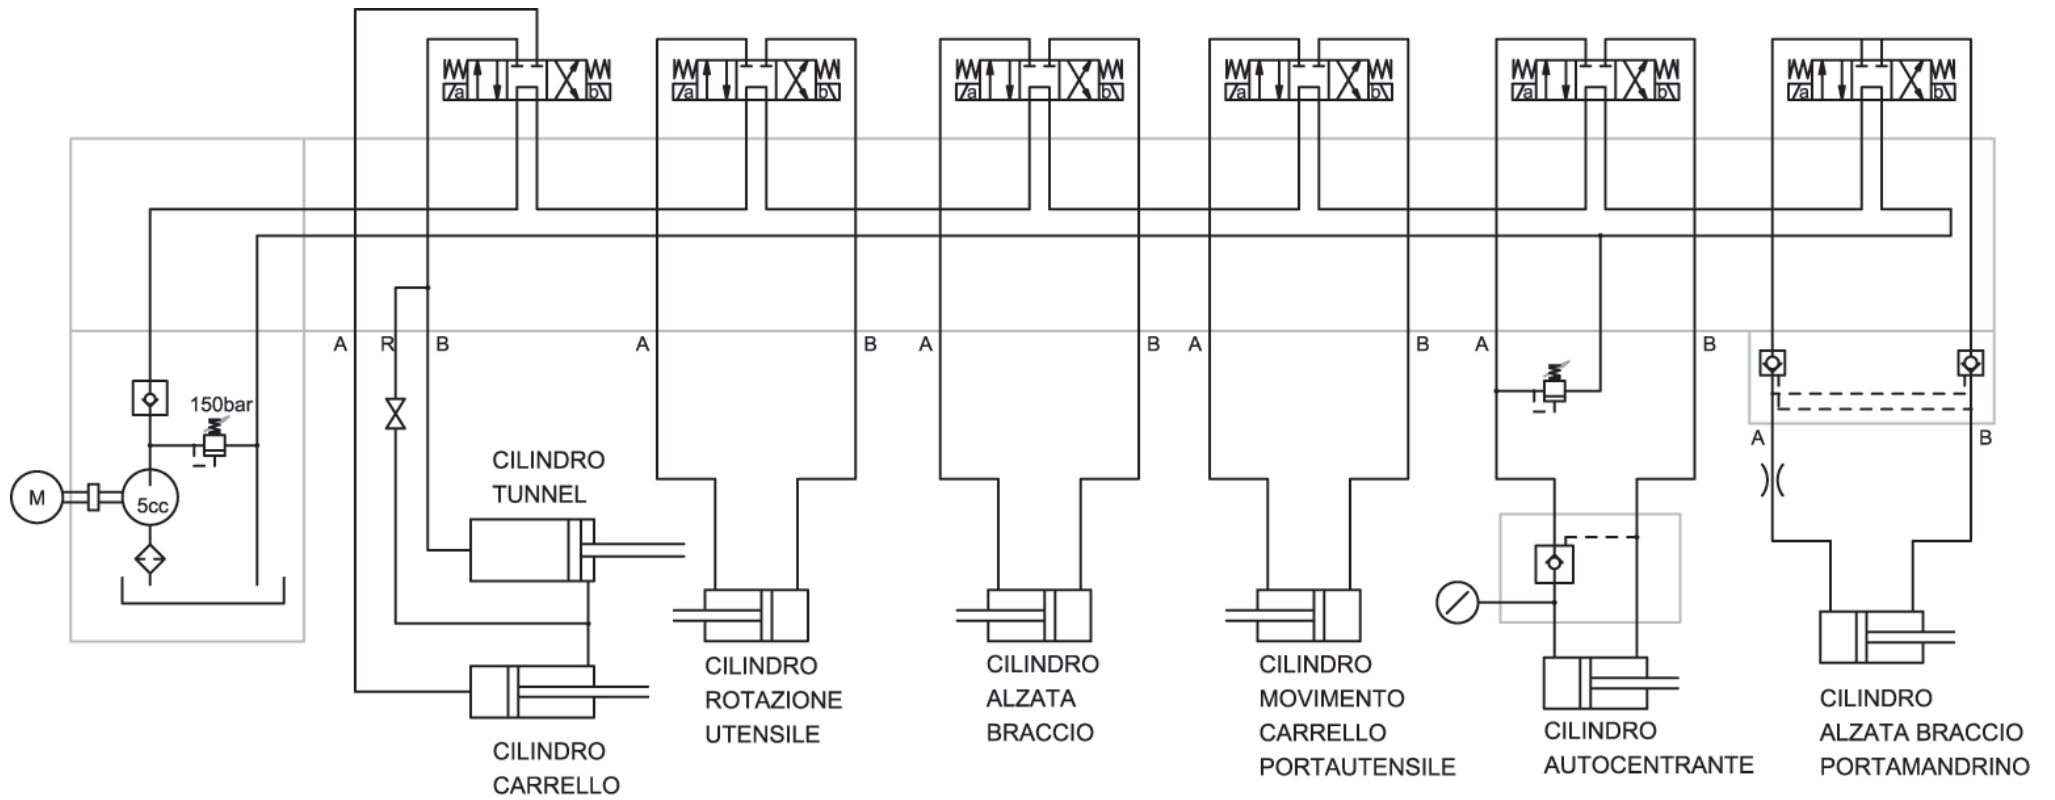 a b
a b
a b
a b
a b
a b
A R B
A B
A B
A B
A B
150bar
A B
M
5cc
CILINDRO
TUNNEL
CILINDRO
CARRELLO
CILINDRO
ROTAZIONE
UTENSILE
CILINDRO
ALZATA
BRACCIO
CILINDRO
MOVIMENTO
CARRELLO
PORTAUTENSILE
CILINDRO
AUTOCENTRANTE
CILINDRO
ALZATA BRACCIO
PORTAMANDRINO